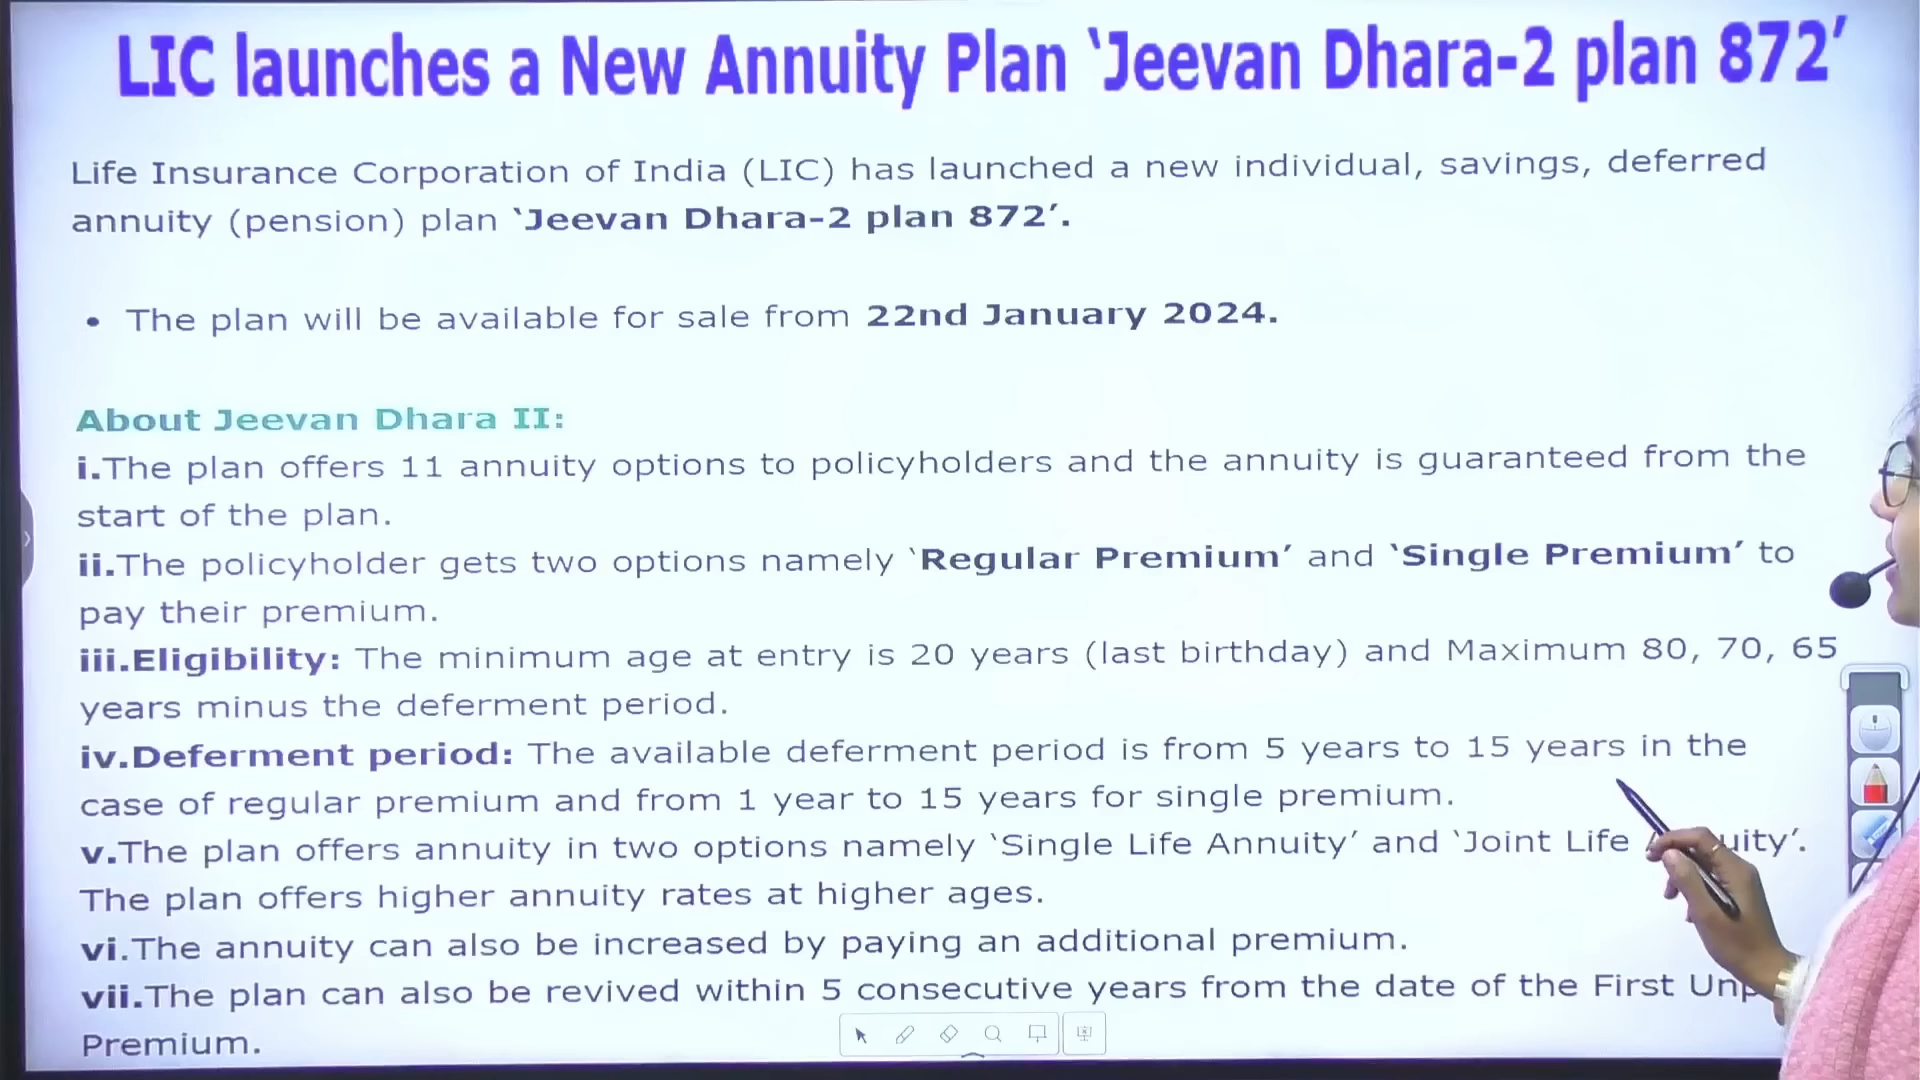 LIC launches a New Annuity Plan ‘Jeevan Dhara-2 plan 872’
Life Insurance Corporation of India (LIC) has launched a new individual, savings, deferred
annuity (pension) plan ‘Jeevan Dhara-2 plan 872’.
• The plan will be available for sale from 22nd January 2024.
About Jeevan Dhara II:
i.The plan offers 11 annuity options to policyholders and the annuity is guaranteed from the
start of the plan.
ii.The policyholder gets two options namely ‘Regular Premium’ and ‘Single Premium’ to
pay their premium.
iii.Eligibility: The minimum age at entry is 20 years (last birthday) and Maximum 80, 70, 65
years minus the deferment period.
iv.Deferment period: The available deferment period is from 5 years to 15 years in the
case of regular premium and from 1 year to 15 years for single premium.
v.The plan offers annuity in two options namely ‘Single Life Annuity’ and ‘Joint Life
The plan offers higher annuity rates at higher ages.
vi.The annuity can also be increased by paying an additional premium.
vii.The plan can also be revived within 5 consecutive years from the date of the First
Premium.